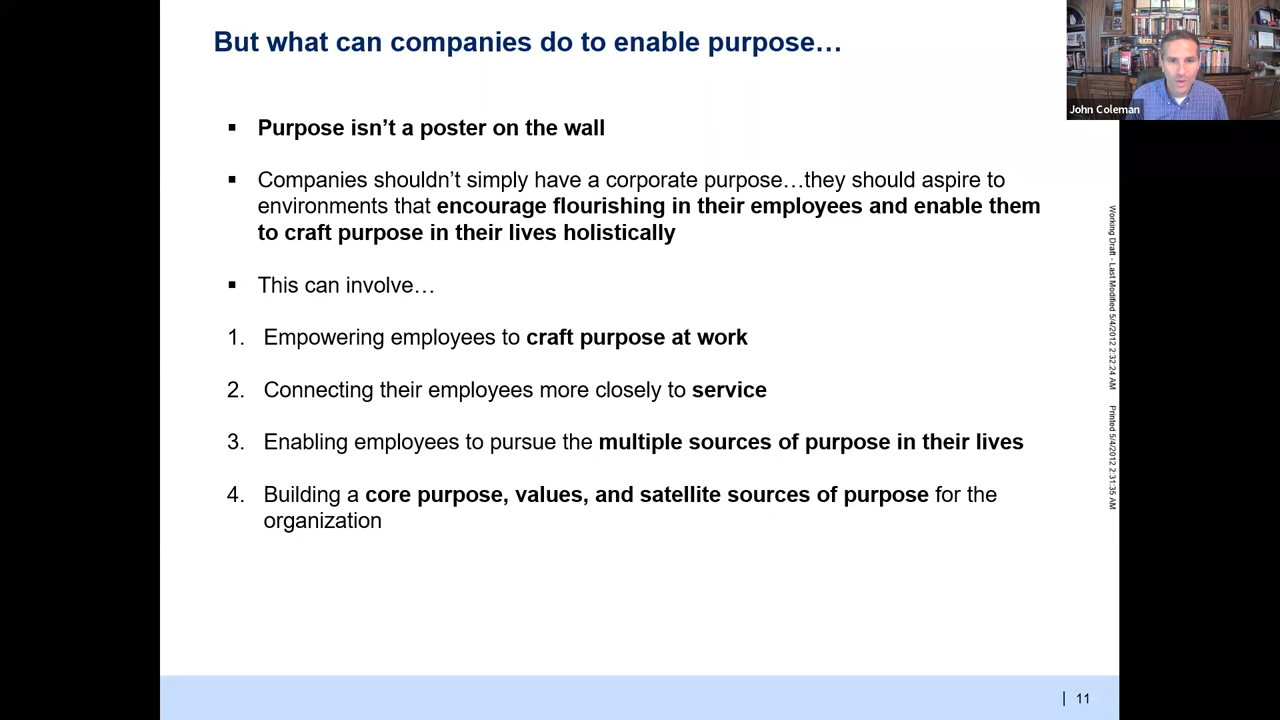 But what can companies do to enable purpose…
John Coleman
▪ Purpose isn’t a poster on the wall
▪ Companies shouldn’t simply have a corporate purpose…they should aspire to
environments that encourage flourishing in their employees and enable them
to craft purpose in their lives holistically
▪ This can involve…
1. Empowering employees to craft purpose at work
2. Connecting their employees more closely to service
3. Enabling employees to pursue the multiple sources of purpose in their lives
4. Building a core purpose, values, and satellite sources of purpose for the
organization
Working Draft - Last Modified 5/4/2012 2:32:24 AM
Printed 5/4/2012 2:31:35 AM
| 11